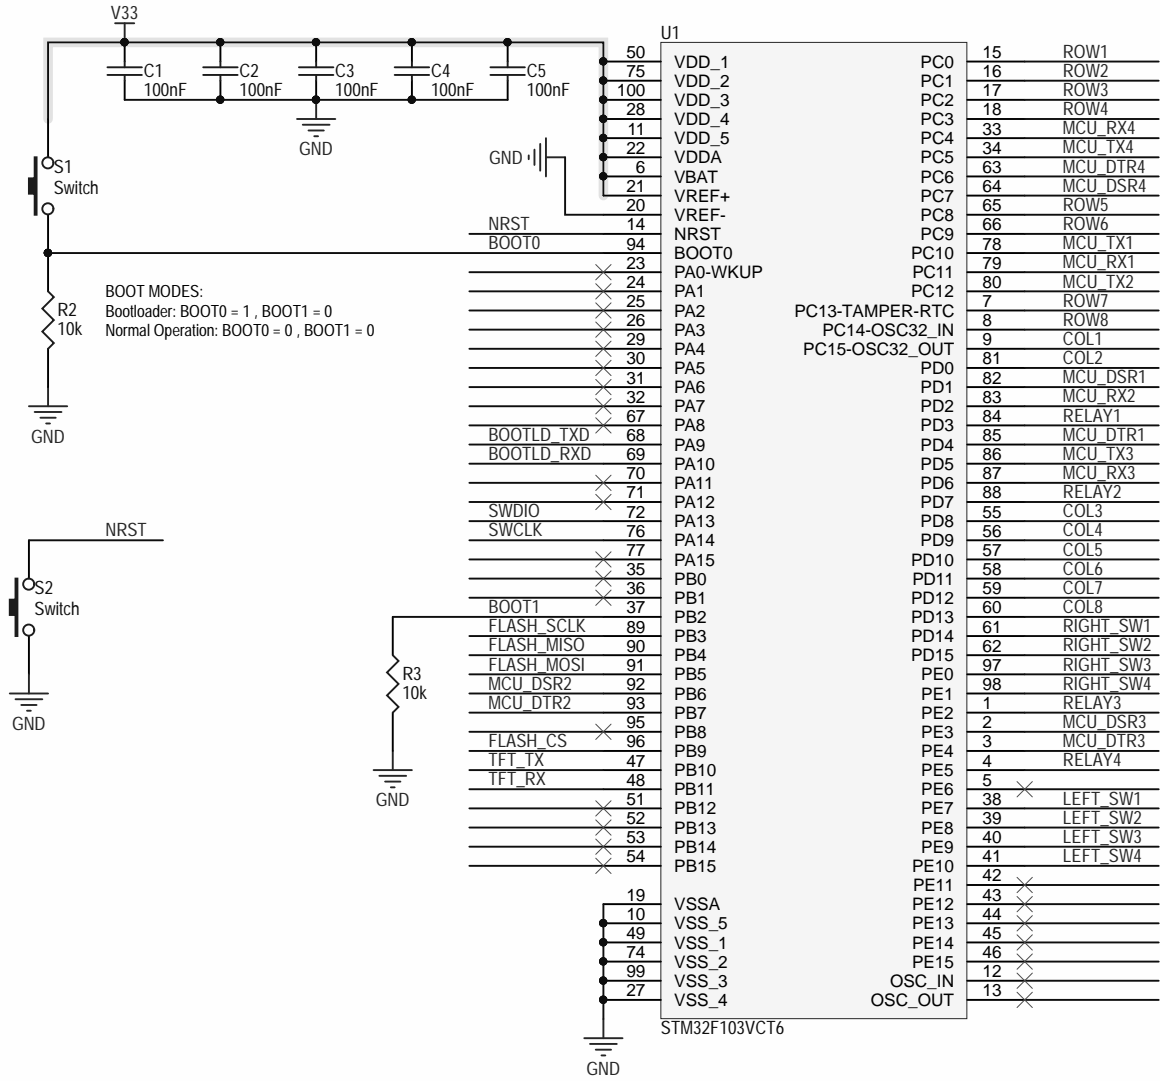 V33
C1
100nF
C2
100nF
C3
100nF
C4
100nF
C5
100nF
GND
S1
Switch
R2
10k
GND
BOOT MODES:
Bootloader: BOOT0 = 1 , BOOT1 = 0
Normal Operation: BOOT0 = 0 , BOOT1 = 0
NRST
S2
Switch
GND
GND
R3
10k
GND
U1
50 VDD_1
75 VDD_2
100 VDD_3
28 VDD_4
11 VDD_5
22 VDDA
6 VBAT
21 VREF+
20 VREF-
NRST 14 NRST
BOOT0 94 BOOT0
23 PA0-WKUP
24 PA1
25 PA2
26 PA3
29 PA4
30 PA5
31 PA6
32 PA7
67 PA8
BOOTLD_TXD 68 PA9
BOOTLD_RXD 69 PA10
70 PA11
71 PA12
SWDIO 72 PA13
SWCLK 76 PA14
77 PA15
35 PB0
36 PB1
BOOT1 37 PB2
FLASH_SCLK 89 PB3
FLASH_MISO 90 PB4
FLASH_MOSI 91 PB5
MCU_DSR2 92 PB6
MCU_DTR2 93 PB7
95 PB8
FLASH_CS 96 PB9
TFT_TX 47 PB10
TFT_RX 48 PB11
51 PB12
52 PB13
53 PB14
54 PB15
19 VSSA
10 VSS_5
49 VSS_1
74 VSS_2
99 VSS_3
27 VSS_4
GND
PC0 15 ROW1
PC1 16 ROW2
PC2 17 ROW3
PC3 18 ROW4
PC4 33 MCU_RX4
PC5 34 MCU_TX4
PC6 63 MCU_DTR4
PC7 64 MCU_DSR4
PC8 65 ROW5
PC9 66 ROW6
PC10 78 MCU_TX1
PC11 79 MCU_RX1
PC12 80 MCU_TX2
PC13-TAMPER-RTC 7 ROW7
PC14-OSC32_IN 8 ROW8
PC15-OSC32_OUT 9 COL1
PD0 81 COL2
PD1 82 MCU_DSR1
PD2 83 MCU_RX2
PD3 84 RELAY1
PD4 85 MCU_DTR1
PD5 86 MCU_TX3
PD6 87 MCU_RX3
PD7 88 RELAY2
PD8 55 COL3
PD9 56 COL4
PD10 57 COL5
PD11 58 COL6
PD12 59 COL7
PD13 60 COL8
PD14 61 RIGHT_SW1
PD15 62 RIGHT_SW2
PE0 97 RIGHT_SW3
PE1 98 RIGHT_SW4
PE2 1 RELAY3
PE3 2 MCU_DSR3
PE4 3 MCU_DTR3
PE5 4 RELAY4
PE6 5
PE7 38 LEFT_SW1
PE8 39 LEFT_SW2
PE9 40 LEFT_SW3
PE10 41 LEFT_SW4
PE11 42
PE12 43
PE13 44
PE14 45
PE15 46
OSC_IN 12
OSC_OUT 13
STM32F103VCT6